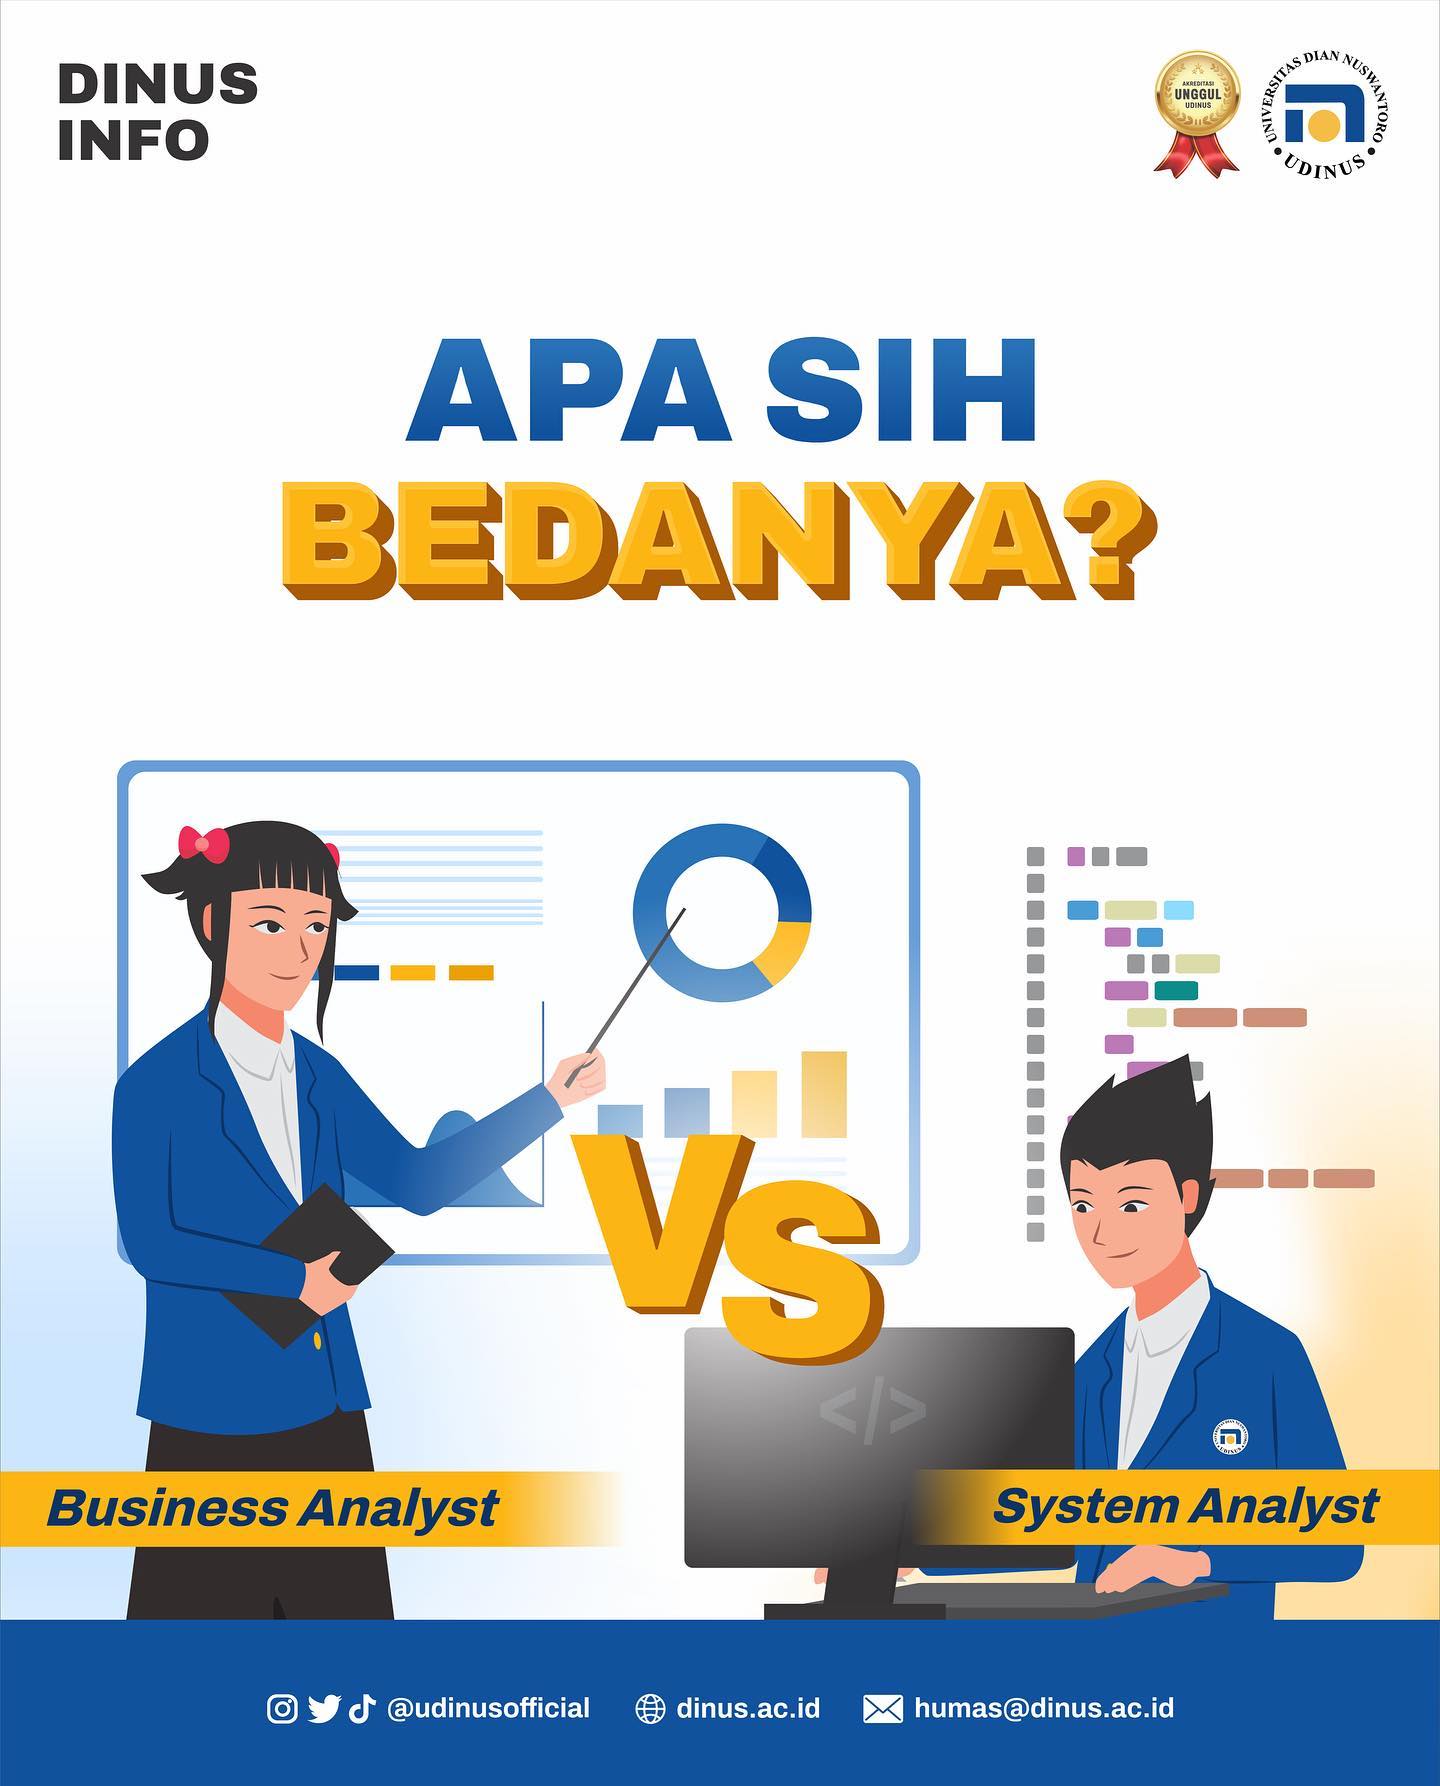 DINUS
INFO
AKREDITASI
UNGGUL
UDINUS
UNIVERSITAS DIAN NUSWANTORO
• UDINUS •
APA SIH
BEDANYA?
VS
</>
Business Analyst
System Analyst
@udinusofficial
dinus.ac.id
humas@dinus.ac.id